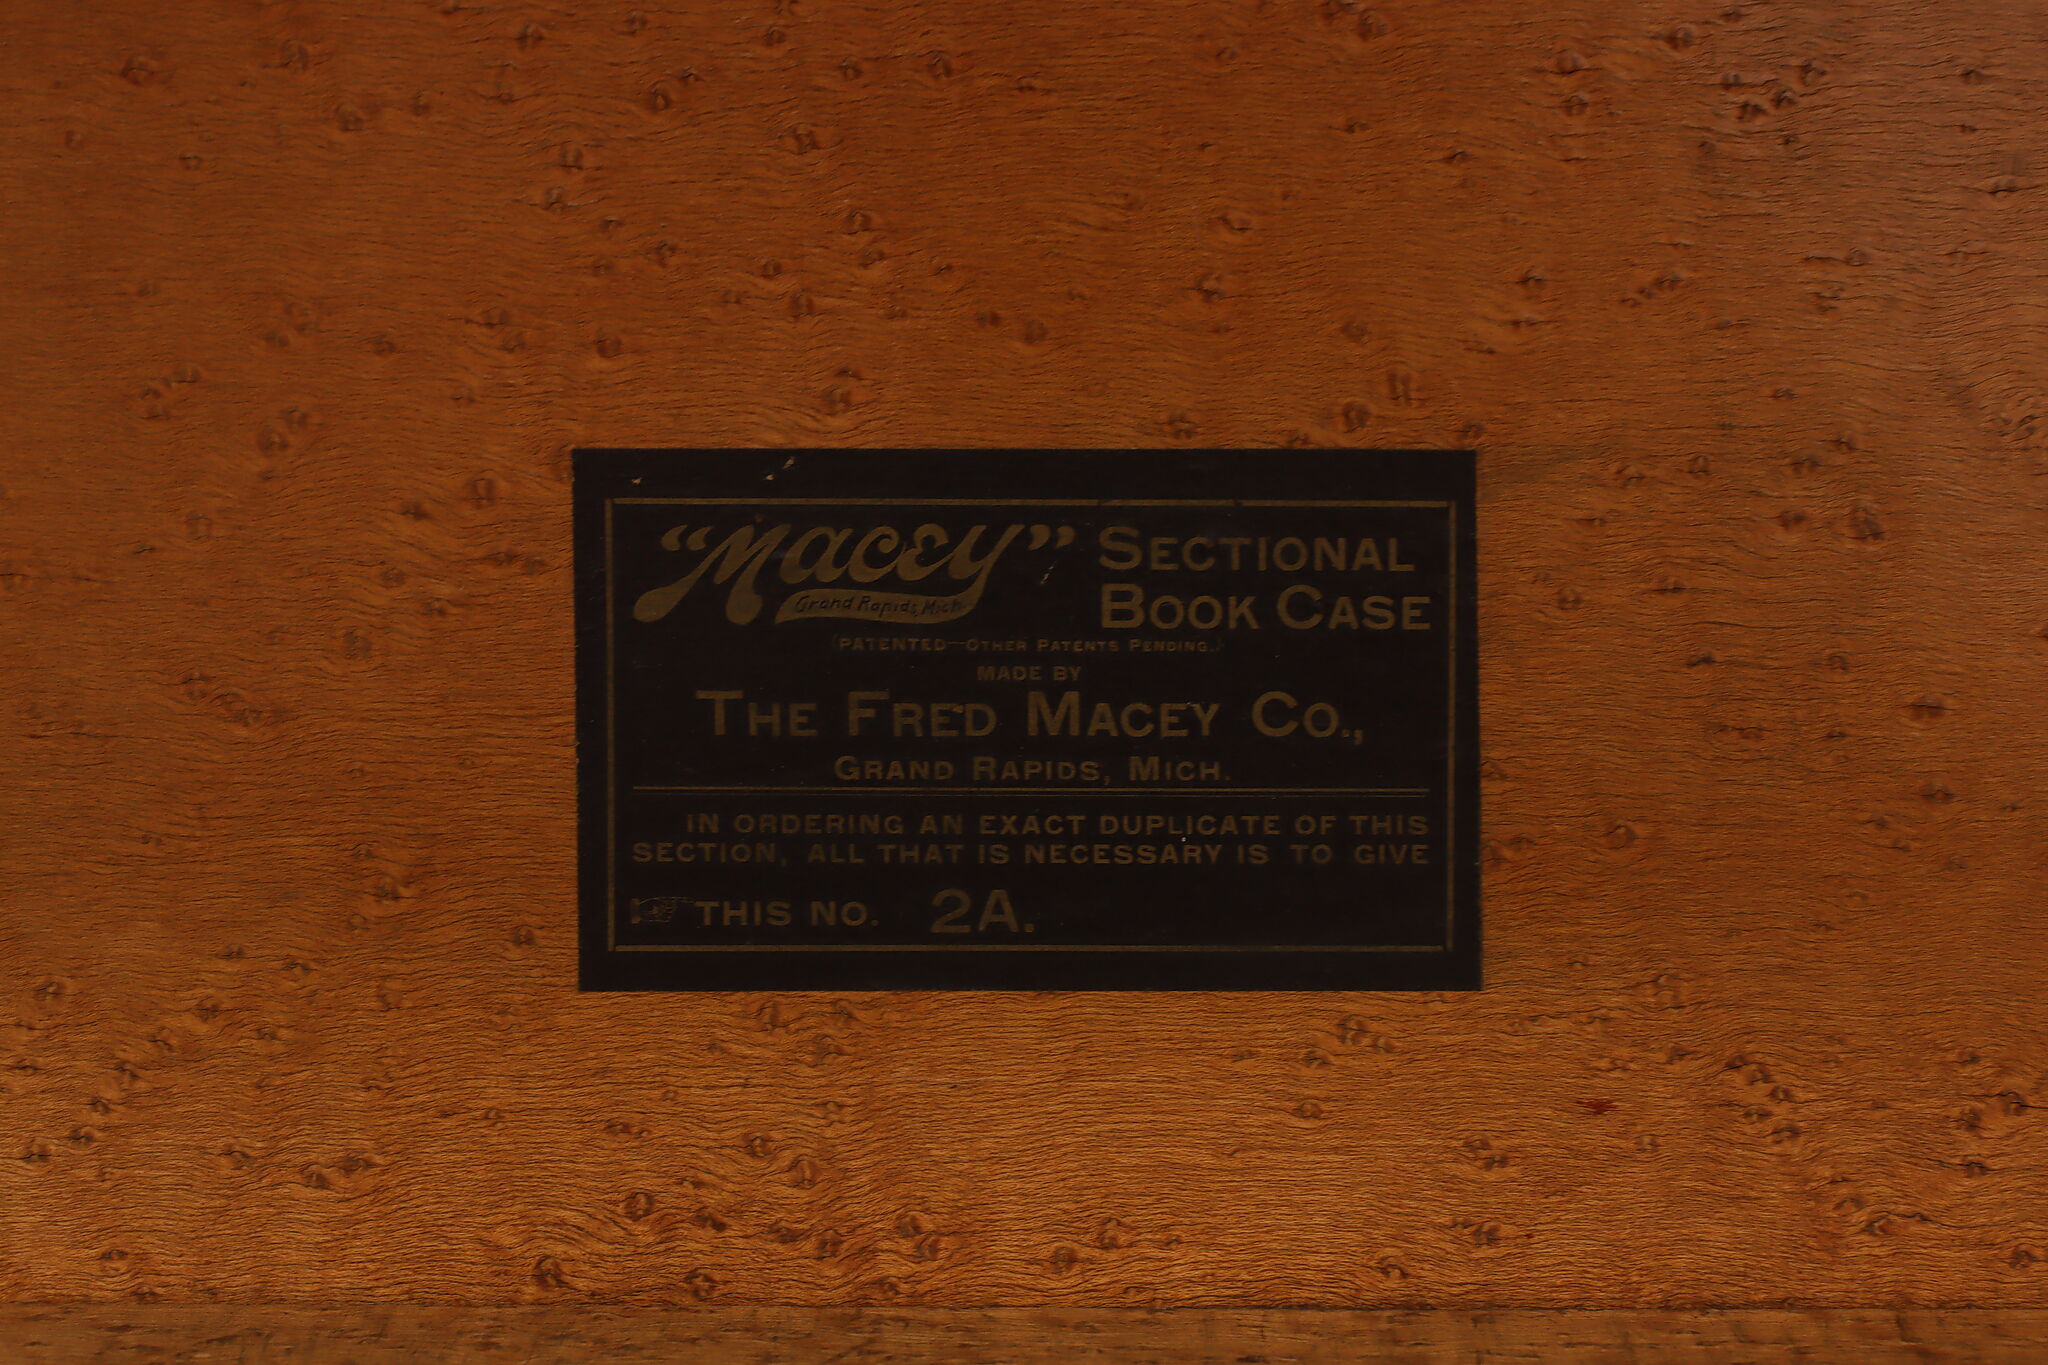 "Macey" SECTIONAL
BOOK CASE
Grand Rapids, Mich.
(PATENTED—OTHER PATENTS PENDING.)
MADE BY
THE FRED MACEY CO.,
GRAND RAPIDS, MICH.
IN ORDERING AN EXACT DUPLICATE OF THIS
SECTION, ALL THAT IS NECESSARY IS TO GIVE
☞ THIS NO. 2A.